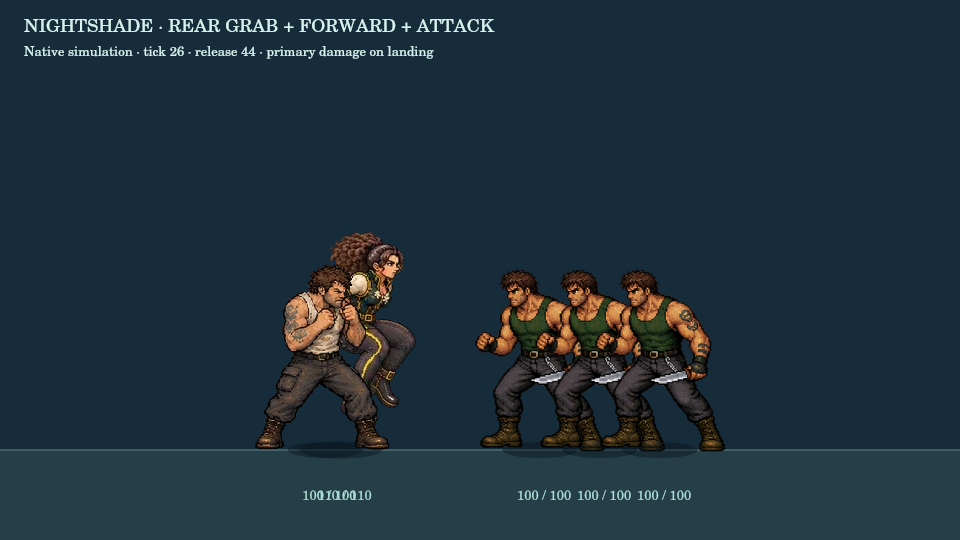 NIGHTSHADE · REAR GRAB + FORWARD + ATTACK
Native simulation · tick 26 · release 44 · primary damage on landing
100 / 100 100 / 100 100 / 100